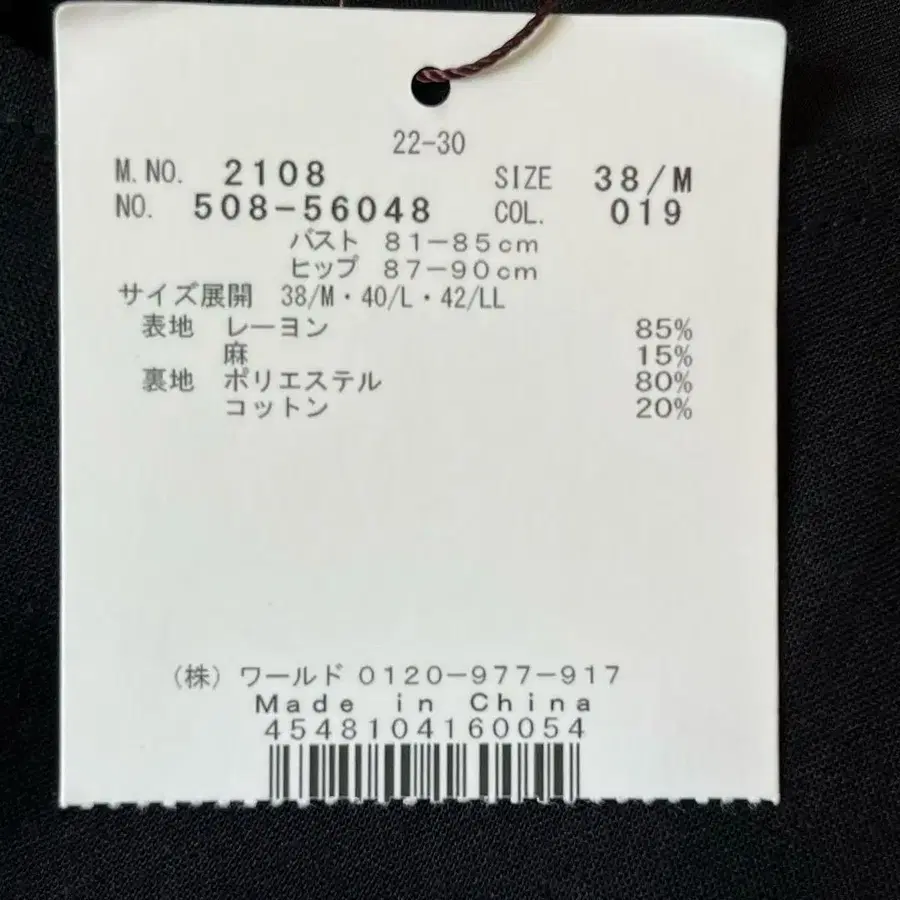 22-30
M.NO. 2108 SIZE 38/M
NO. 508-56048 COL. 019
バスト 81-85cm
ヒップ 87-90cm
サイズ展開 38/M・40/L・42/LL
表地 レーヨン 85%
麻 15%
裏地 ポリエステル 80%
コットン 20%
(株)ワールド 0120-977-917
Made in China
4548104160054